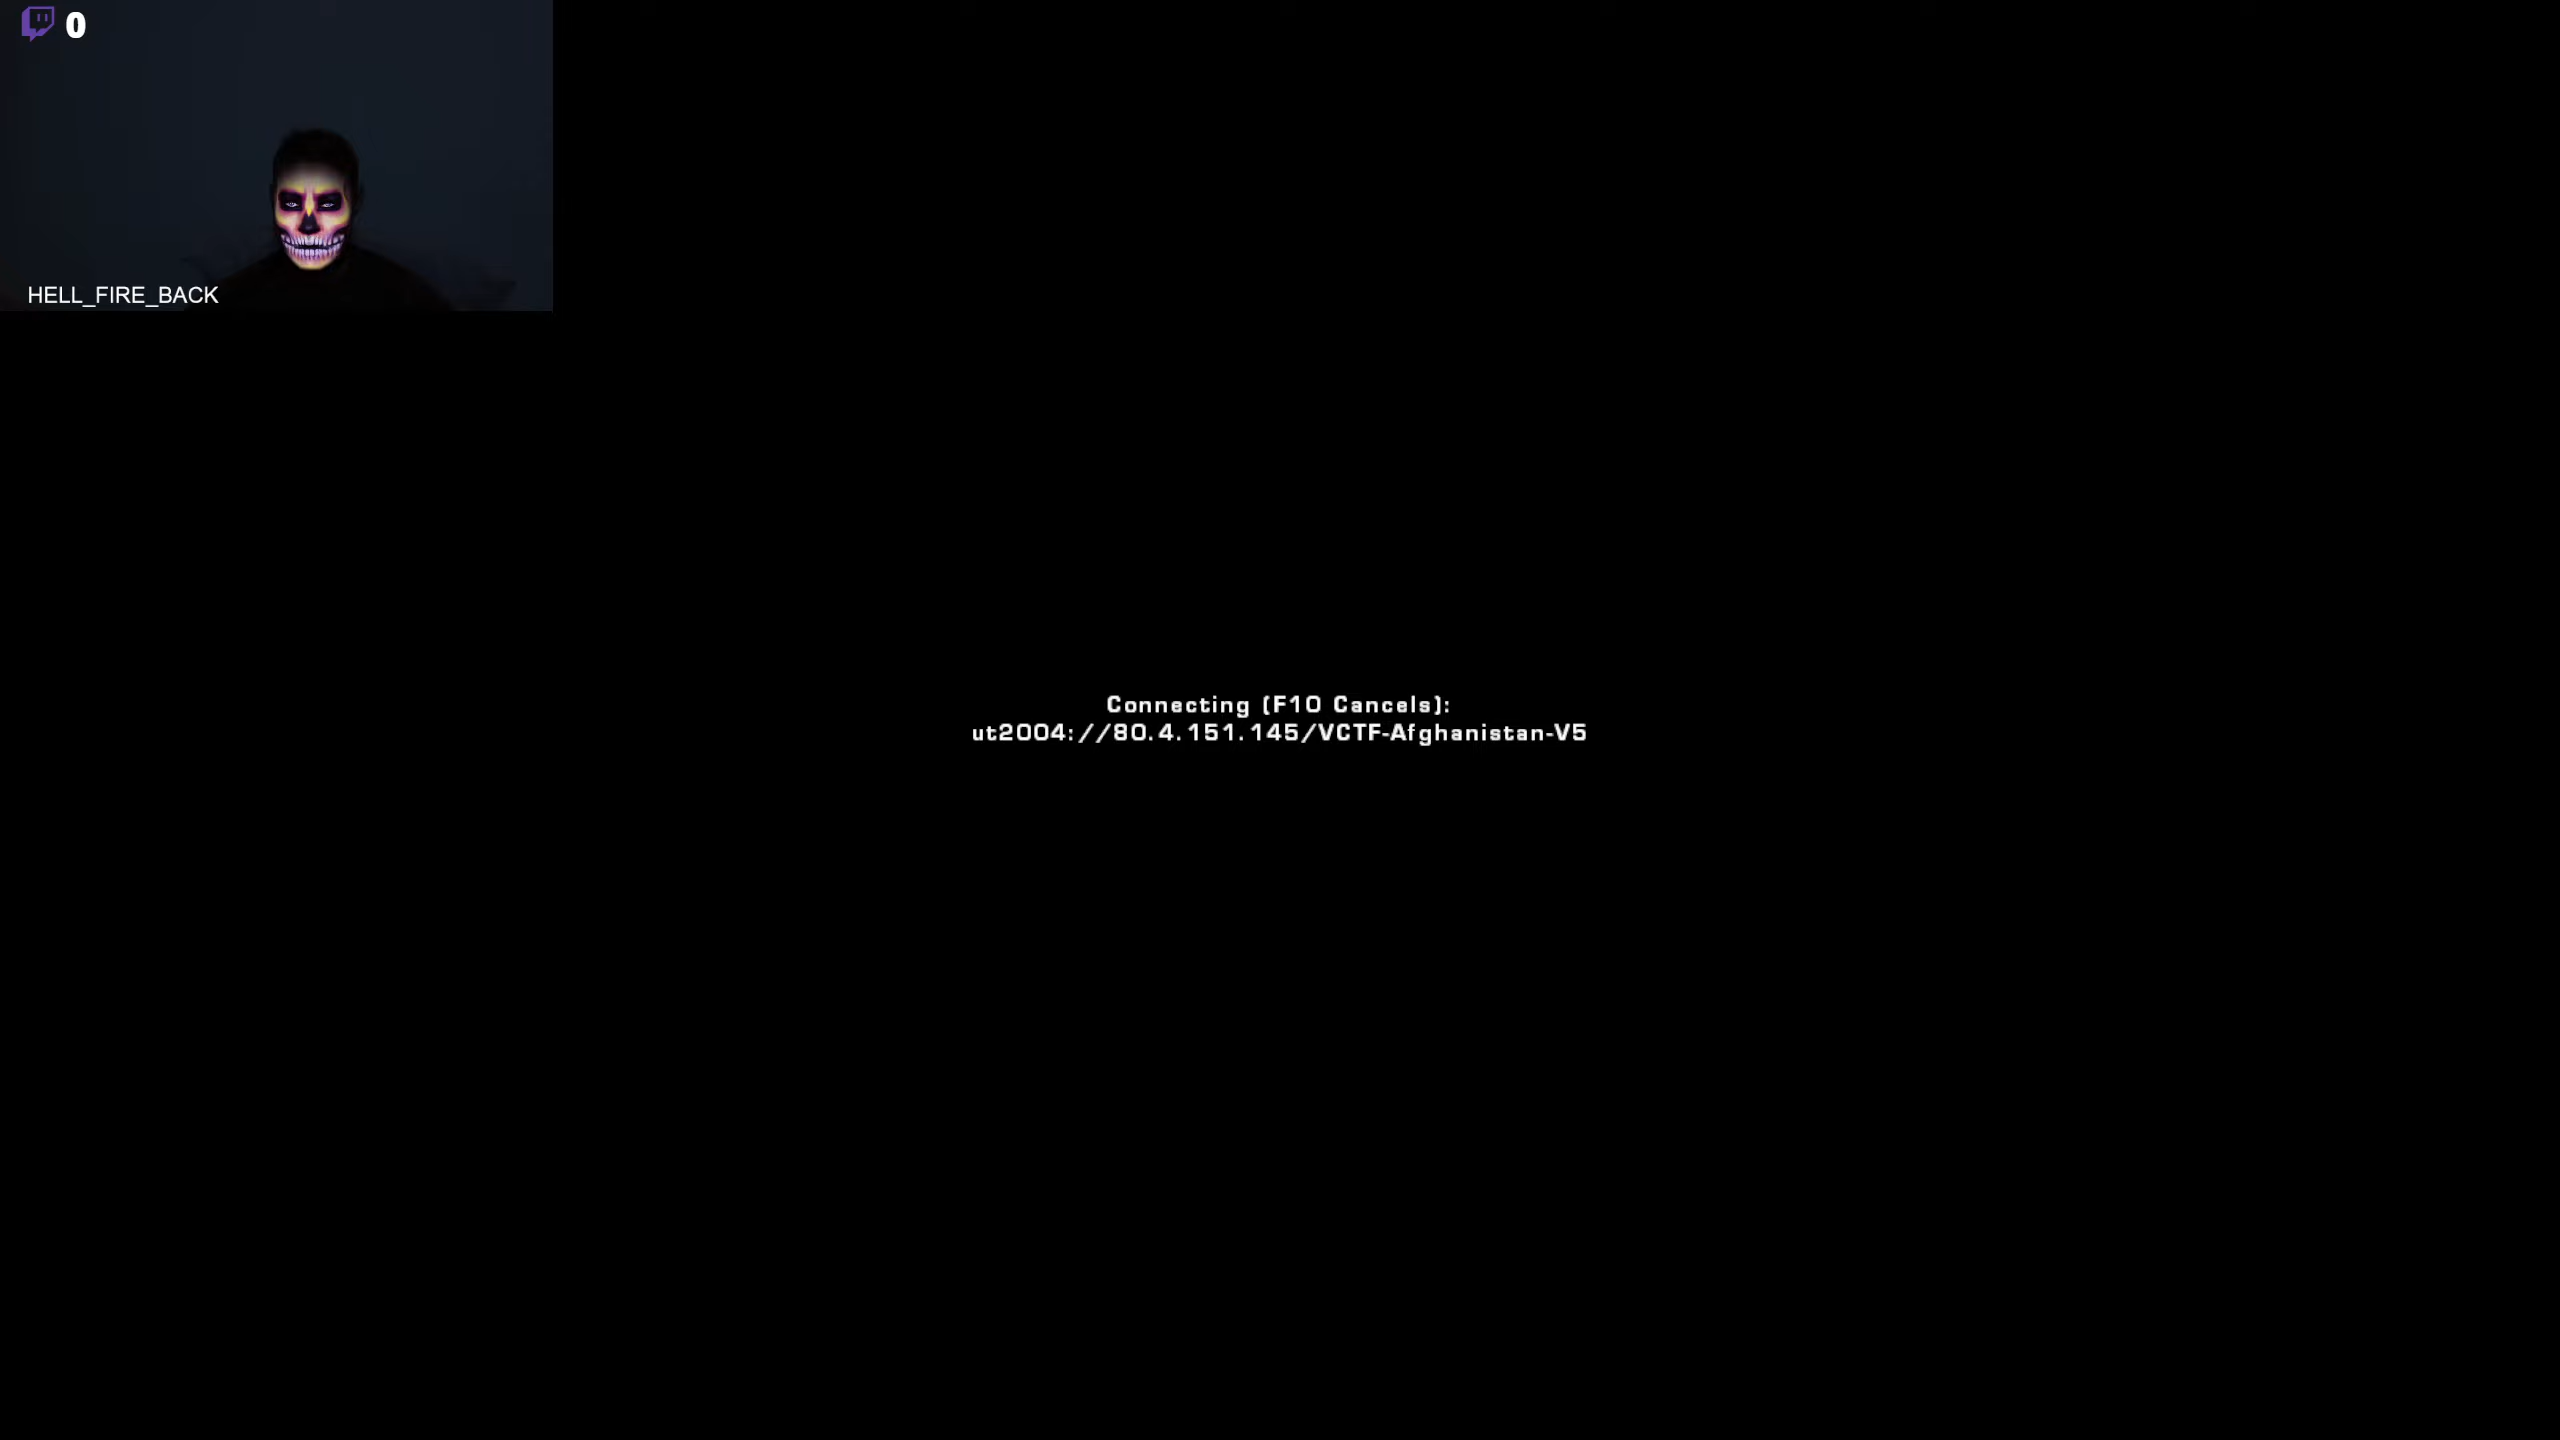 0
HELL_FIRE_BACK
Connecting (F10 Cancels):
ut2004://80.4.151.145/VCTF-Afghanistan-V5